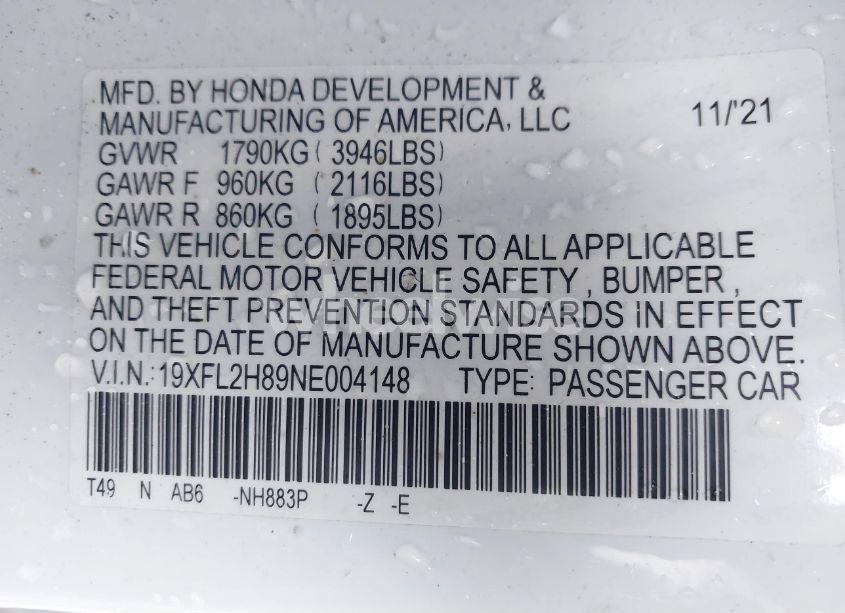 MFD. BY HONDA DEVELOPMENT &
MANUFACTURING OF AMERICA, LLC 11/'21
GVWR 1790KG ( 3946LBS)
GAWR F 960KG ( 2116LBS)
GAWR R 860KG ( 1895LBS)
THIS VEHICLE CONFORMS TO ALL APPLICABLE
FEDERAL MOTOR VEHICLE SAFETY , BUMPER ,
AND THEFT PREVENTION STANDARDS IN EFFECT
ON THE DATE OF MANUFACTURE SHOWN ABOVE.
V.I.N.:19XFL2H89NE004148 TYPE: PASSENGER CAR
T49 N AB6 -NH883P -Z -E